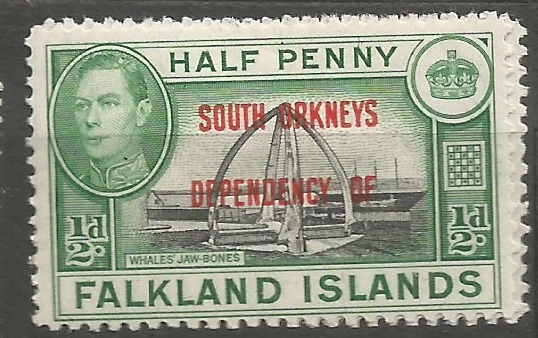 HALF PENNY
SOUTH ORKNEYS
DEPENDENCY OF
½d
½d
WHALES' JAW-BONES
FALKLAND ISLANDS